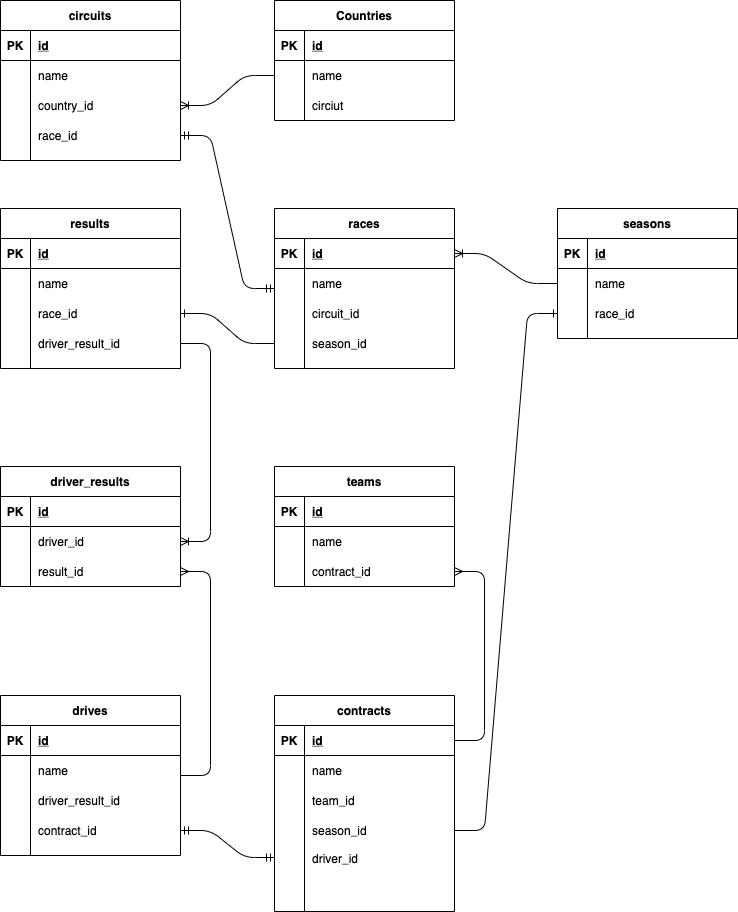 circuits
PK id
name
country_id
race_id
Countries
PK id
name
circiut
results
PK id
name
race_id
driver_result_id
races
PK id
name
circuit_id
season_id
seasons
PK id
name
race_id
driver_results
PK id
driver_id
result_id
teams
PK id
name
contract_id
drives
PK id
name
driver_result_id
contract_id
contracts
PK id
name
team_id
season_id
driver_id